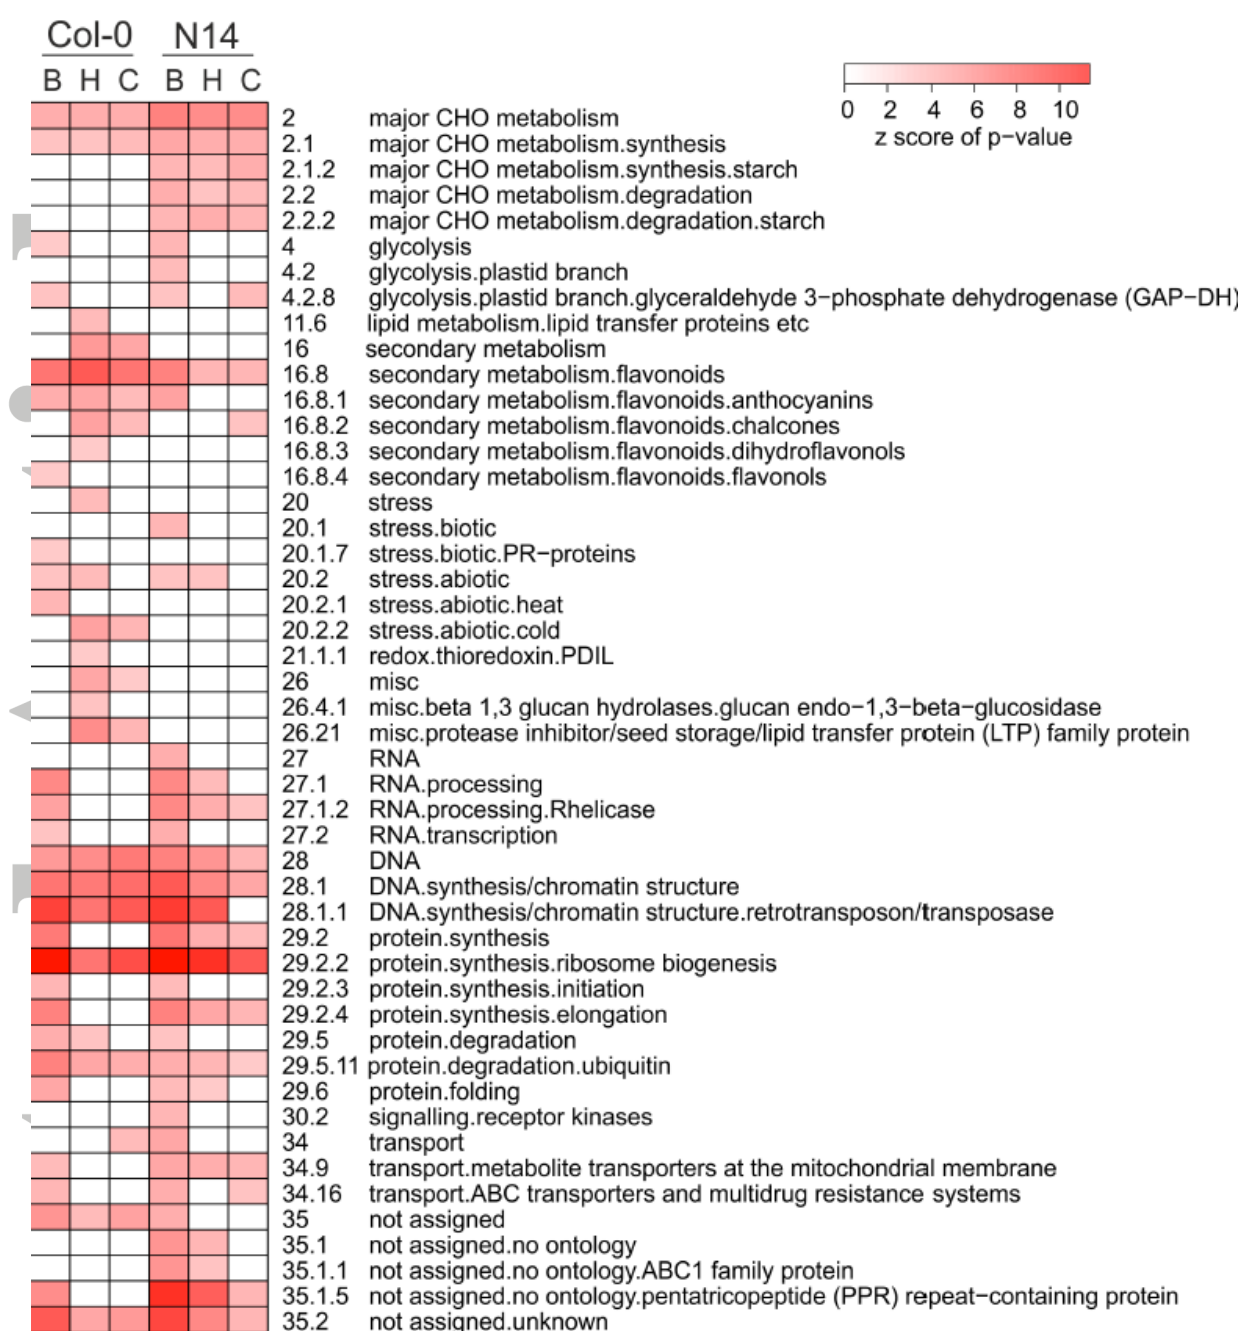 Col-0 N14
B H C B H C
0 2 4 6 8 10
z score of p−value
2 major CHO metabolism
2.1 major CHO metabolism.synthesis
2.1.2 major CHO metabolism.synthesis.starch
2.2 major CHO metabolism.degradation
2.2.2 major CHO metabolism.degradation.starch
4 glycolysis
4.2 glycolysis.plastid branch
4.2.8 glycolysis.plastid branch.glyceraldehyde 3−phosphate dehydrogenase (GAP−DH)
11.6 lipid metabolism.lipid transfer proteins etc
16 secondary metabolism
16.8 secondary metabolism.flavonoids
16.8.1 secondary metabolism.flavonoids.anthocyanins
16.8.2 secondary metabolism.flavonoids.chalcones
16.8.3 secondary metabolism.flavonoids.dihydroflavonols
16.8.4 secondary metabolism.flavonoids.flavonols
20 stress
20.1 stress.biotic
20.1.7 stress.biotic.PR−proteins
20.2 stress.abiotic
20.2.1 stress.abiotic.heat
20.2.2 stress.abiotic.cold
21.1.1 redox.thioredoxin.PDIL
26 misc
26.4.1 misc.beta 1,3 glucan hydrolases.glucan endo−1,3−beta−glucosidase
26.21 misc.protease inhibitor/seed storage/lipid transfer protein (LTP) family protein
27 RNA
27.1 RNA.processing
27.1.2 RNA.processing.Rhelicase
27.2 RNA.transcription
28 DNA
28.1 DNA.synthesis/chromatin structure
28.1.1 DNA.synthesis/chromatin structure.retrotransposon/transposase
29.2 protein.synthesis
29.2.2 protein.synthesis.ribosome biogenesis
29.2.3 protein.synthesis.initiation
29.2.4 protein.synthesis.elongation
29.5 protein.degradation
29.5.11 protein.degradation.ubiquitin
29.6 protein.folding
30.2 signalling.receptor kinases
34 transport
34.9 transport.metabolite transporters at the mitochondrial membrane
34.16 transport.ABC transporters and multidrug resistance systems
35 not assigned
35.1 not assigned.no ontology
35.1.1 not assigned.no ontology.ABC1 family protein
35.1.5 not assigned.no ontology.pentatricopeptide (PPR) repeat−containing protein
35.2 not assigned.unknown